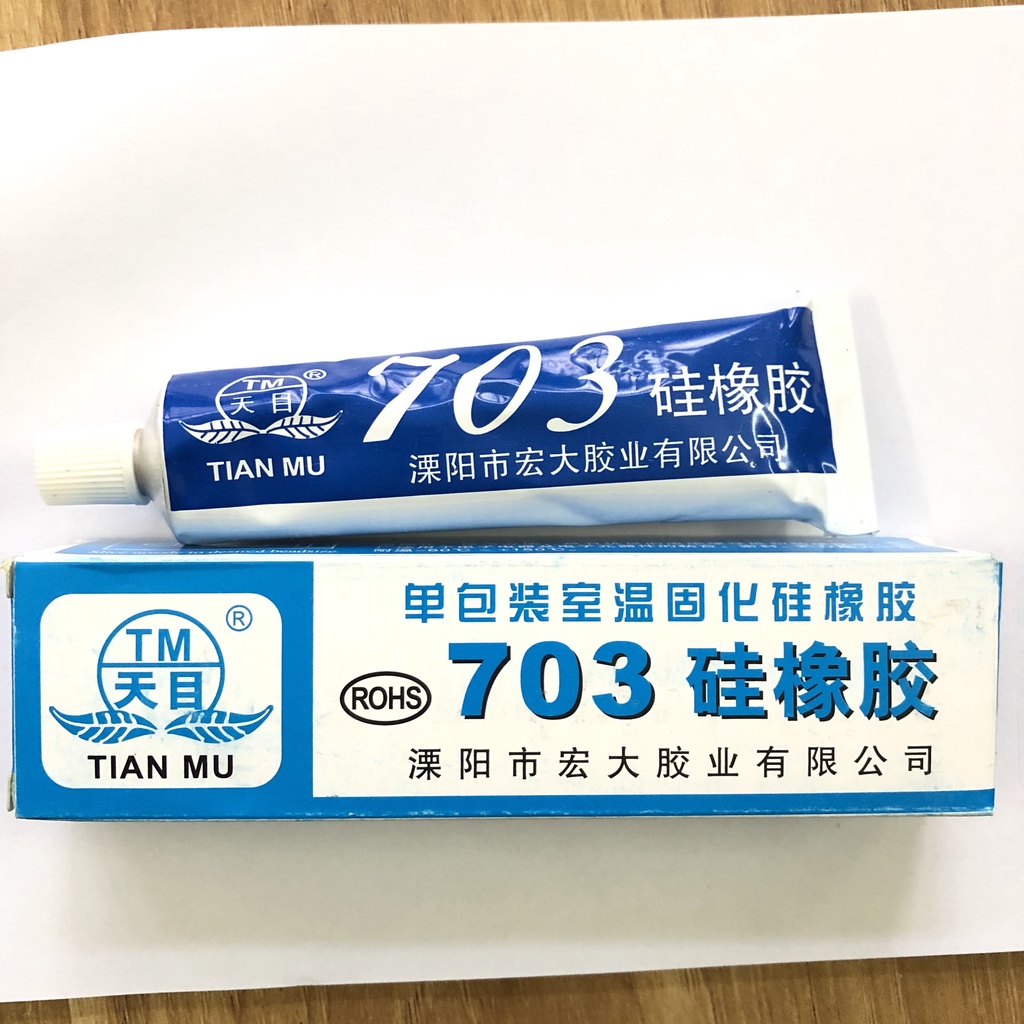 TM
®
天目
TIAN MU
703 硅橡胶
溧阳市宏大胶业有限公司
TM
®
天目
TIAN MU
单包装室温固化硅橡胶
ROHS
703 硅橡胶
溧阳市宏大胶业有限公司